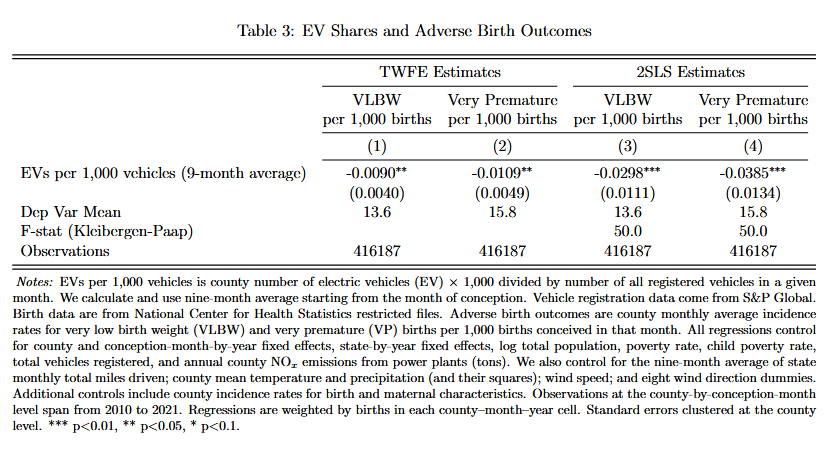 Table 3: EV Shares and Adverse Birth Outcomes
TWFE Estimates 2SLS Estimates
VLBW Very Premature VLBW Very Premature
per 1,000 births per 1,000 births per 1,000 births per 1,000 births
(1) (2) (3) (4)
EVs per 1,000 vehicles (9-month average) -0.0090** -0.0109** -0.0298*** -0.0385***
(0.0040) (0.0049) (0.0111) (0.0134)
Dep Var Mean 13.6 15.8 13.6 15.8
F-stat (Kleibergen-Paap) 50.0 50.0
Observations 416187 416187 416187 416187
Notes: EVs per 1,000 vehicles is county number of electric vehicles (EV) × 1,000 divided by number of all registered vehicles in a given
month. We calculate and use nine-month average starting from the month of conception. Vehicle registration data come from S&P Global.
Birth data are from National Center for Health Statistics restricted files. Adverse birth outcomes are county monthly average incidence
rates for very low birth weight (VLBW) and very premature (VP) births per 1,000 births conceived in that month. All regressions control
for county and conception-month-by-year fixed effects, state-by-year fixed effects, log total population, poverty rate, child poverty rate,
total vehicles registered, and annual county NOₓ emissions from power plants (tons). We also control for the nine-month average of state
monthly total miles driven; county mean temperature and precipitation (and their squares); wind speed; and eight wind direction dummies.
Additional controls include county incidence rates for birth and maternal characteristics. Observations at the county-by-conception-month
level span from 2010 to 2021. Regressions are weighted by births in each county–month–year cell. Standard errors clustered at the county
level. *** p<0.01, ** p<0.05, * p<0.1.